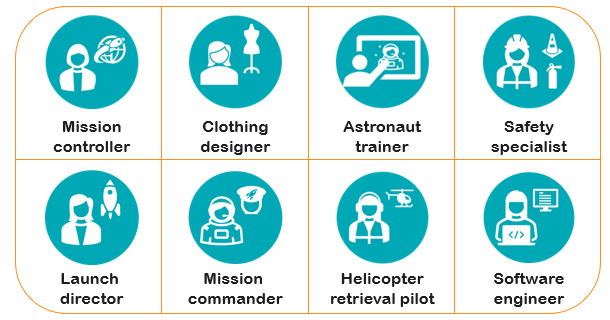 Mission
controller
Clothing
designer
Astronaut
trainer
Safety
specialist
Launch
director
Mission
commander
Helicopter
retrieval pilot
Software
engineer